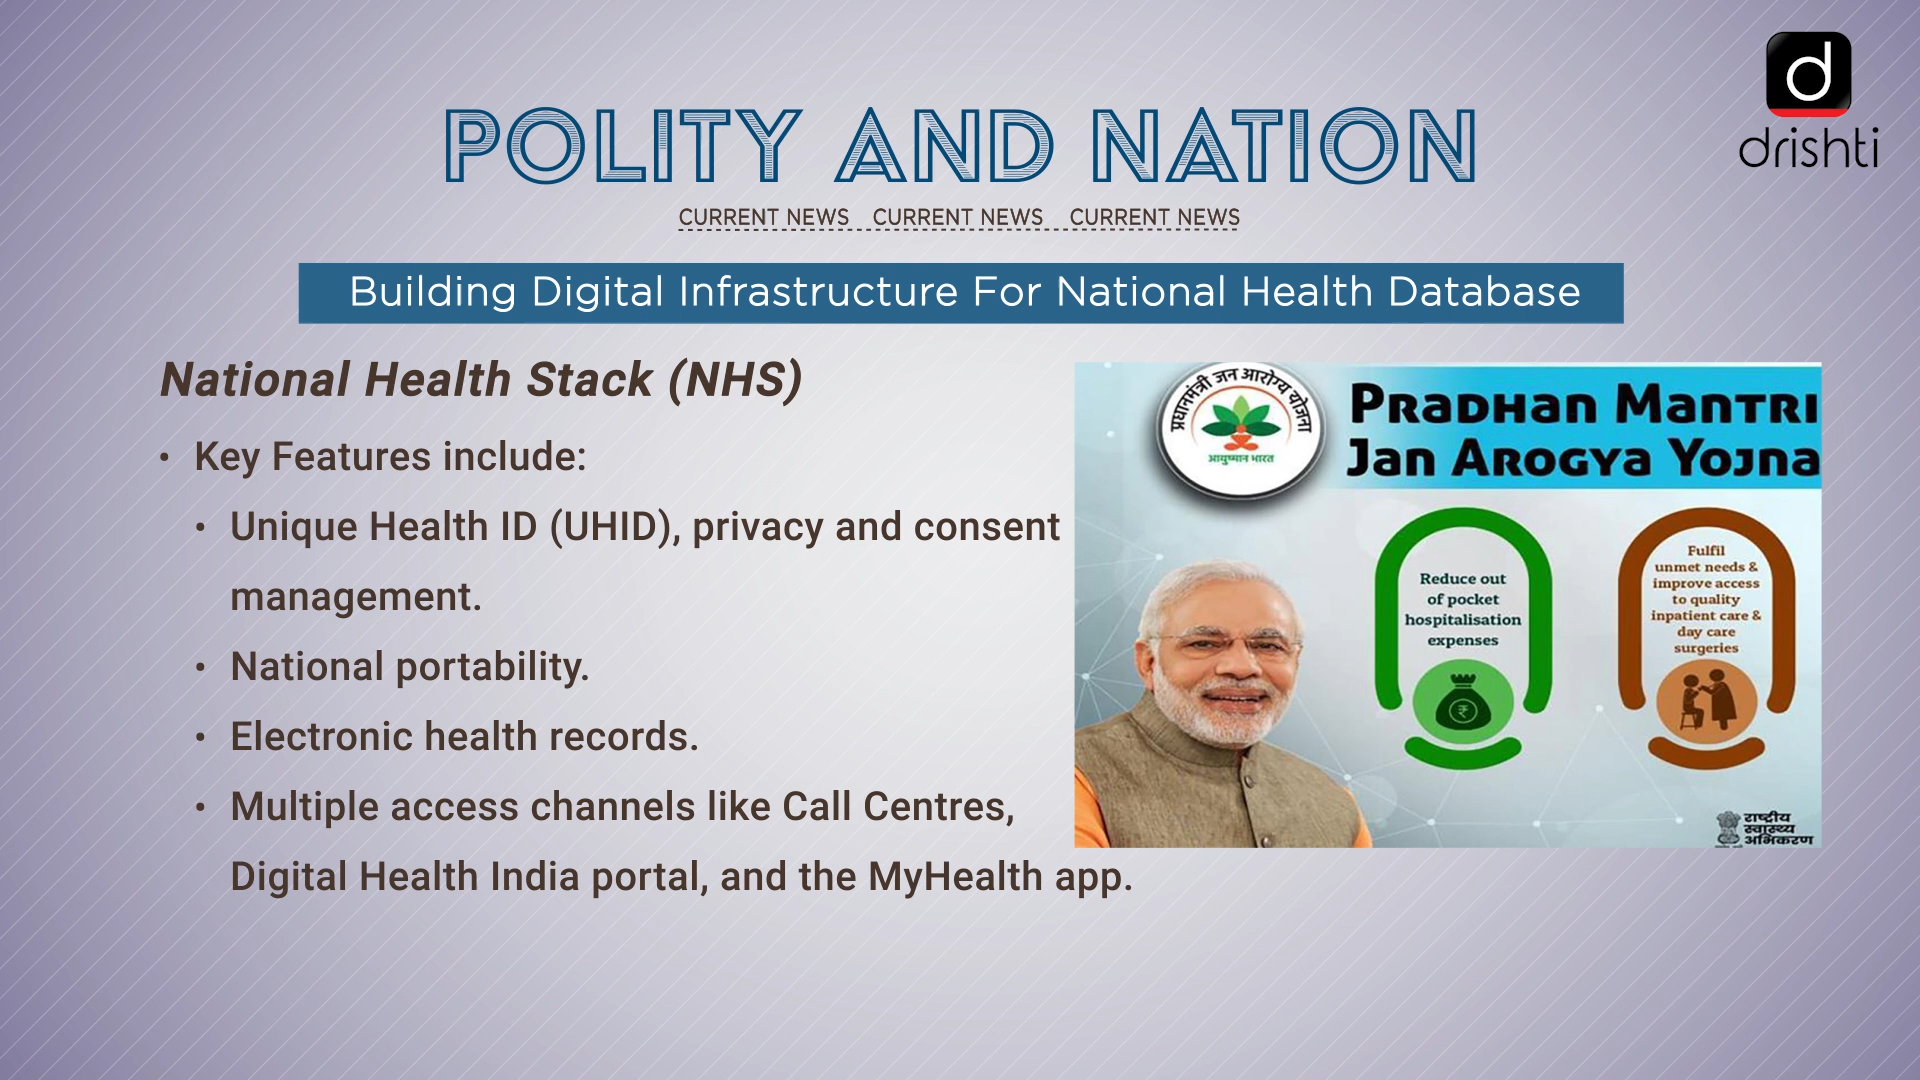 d
drishti
POLITY AND NATION
CURRENT NEWS CURRENT NEWS CURRENT NEWS
Building Digital Infrastructure For National Health Database
National Health Stack (NHS)
• Key Features include:
• Unique Health ID (UHID), privacy and consent
management.
• National portability.
• Electronic health records.
• Multiple access channels like Call Centres,
Digital Health India portal, and the MyHealth app.
प्रधानमंत्री जन आरोग्य योजना
आयुष्मान भारत
Pradhan Mantri
Jan Arogya Yojna
Reduce out
of pocket
hospitalisation
expenses
Fulfil
unmet needs &
improve access
to quality
inpatient care &
day care
surgeries
₹
राष्ट्रीय
स्वास्थ्य
अभिकरण